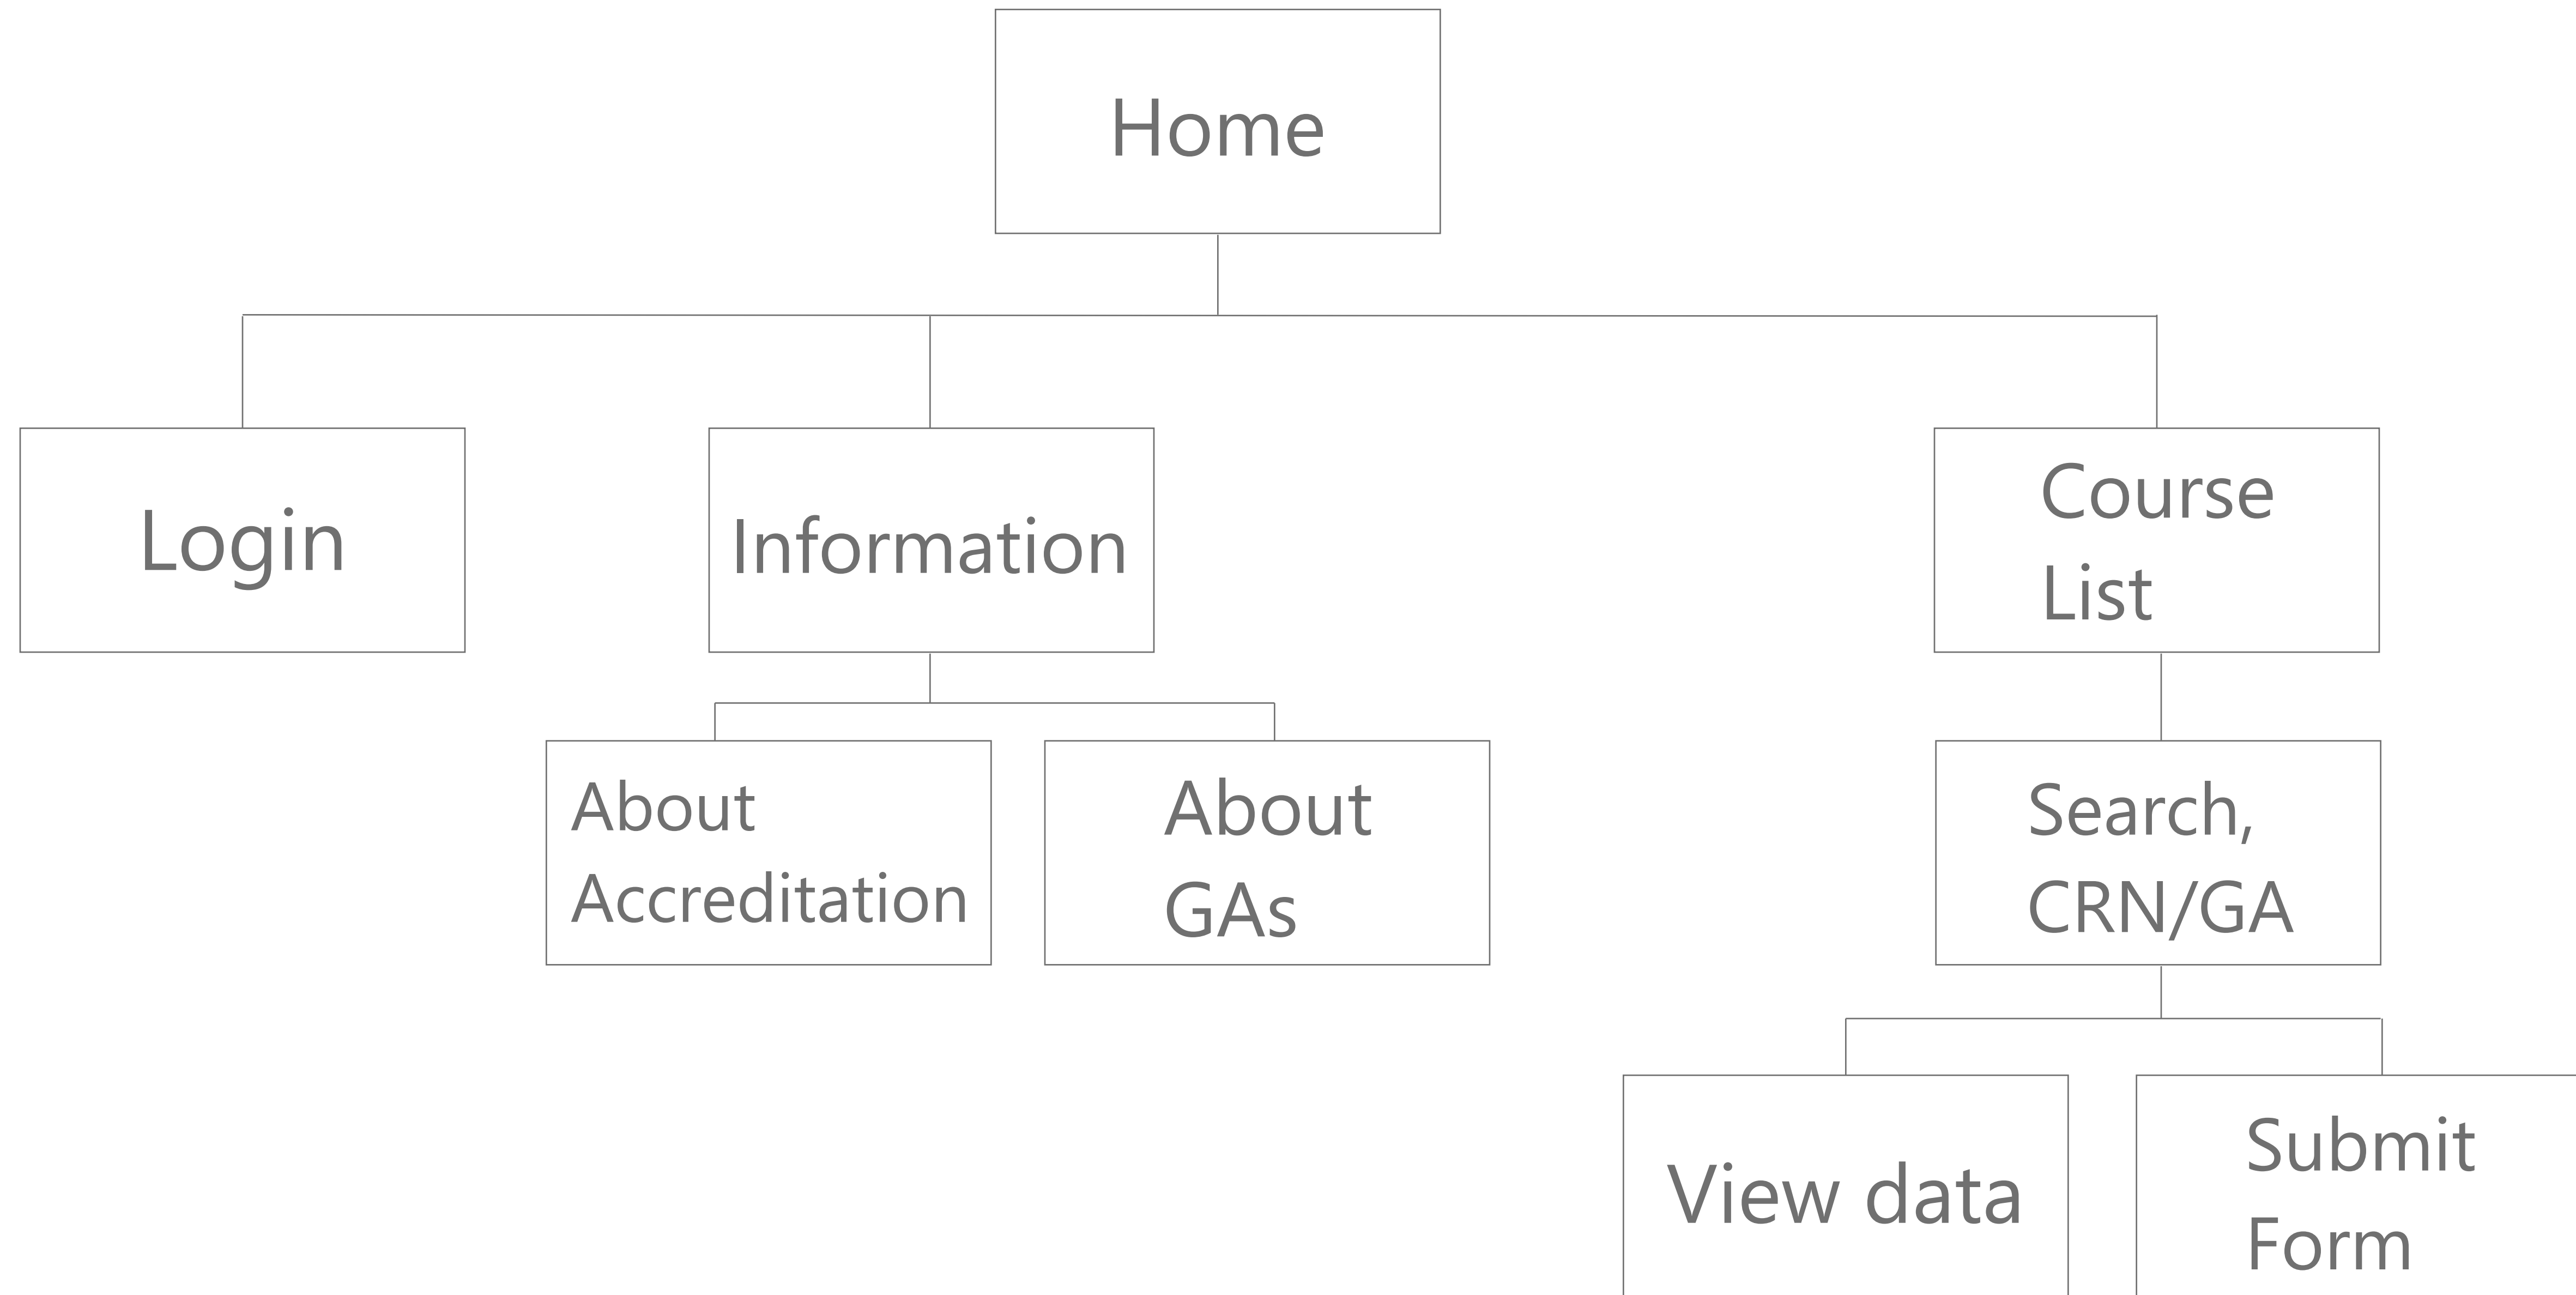 Home
Login
Information
Course
List
About
Accreditation
About
GAs
Search,
CRN/GA
View data
Submit
Form